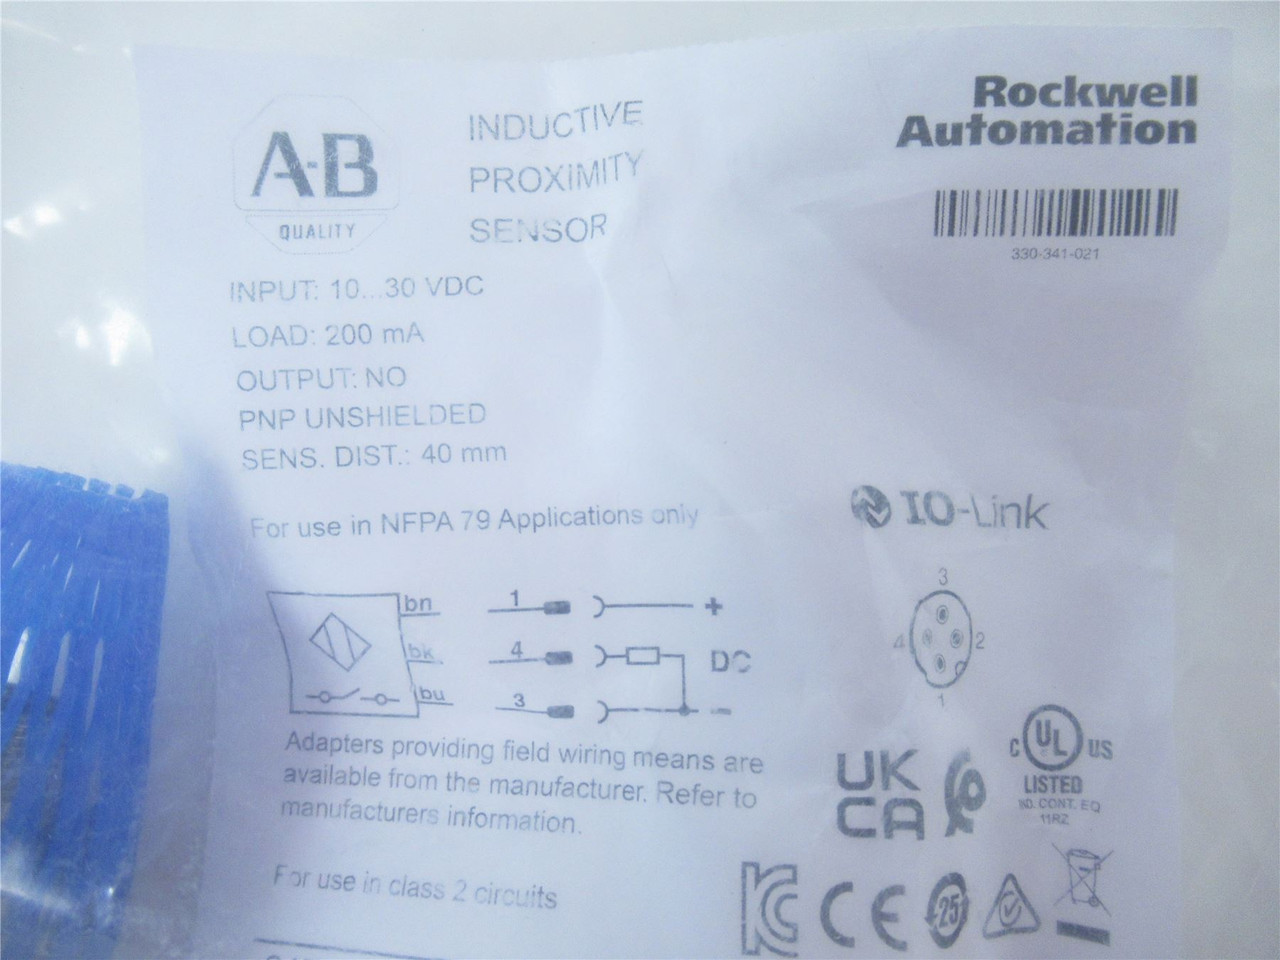 A-B
QUALITY
INDUCTIVE
PROXIMITY
SENSOR
Rockwell
Automation
330-341-021
INPUT: 10...30 VDC
LOAD: 200 mA
OUTPUT: NO
PNP UNSHIELDED
SENS. DIST.: 40 mm
For use in NFPA 79 Applications only
IO-Link
bn 1 +
bk 4 DC
bu 3 -
3
4 2
1
Adapters providing field wiring means are
available from the manufacturer. Refer to
manufacturers information.
For use in class 2 circuits
UK
CA
C UL US
LISTED
IND. CONT. EQ
11RZ
CE
25